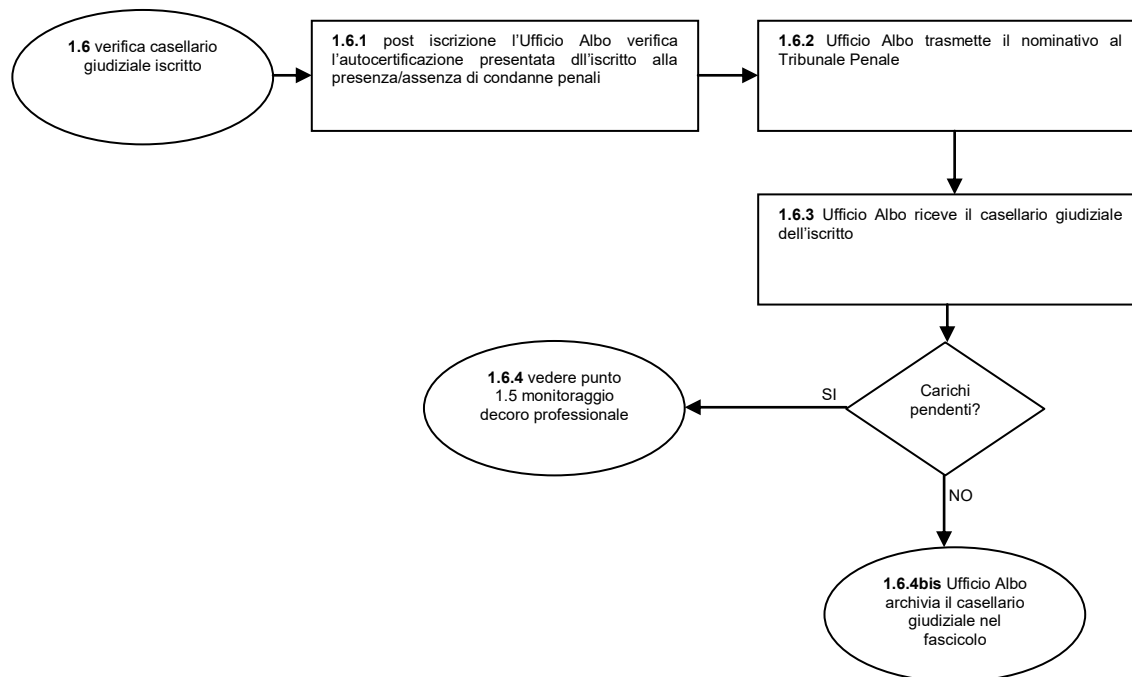 1.6 verifica casellario
giudiziale iscritto
1.6.1 post iscrizione l'Ufficio Albo verifica
l'autocertificazione presentata dll'iscritto alla
presenza/assenza di condanne penali
1.6.2 Ufficio Albo trasmette il nominativo al
Tribunale Penale
1.6.3 Ufficio Albo riceve il casellario giudiziale
dell'iscritto
Carichi
pendenti?
SI
1.6.4 vedere punto
1.5 monitoraggio
decoro professionale
NO
1.6.4bis Ufficio Albo
archivia il casellario
giudiziale nel
fascicolo